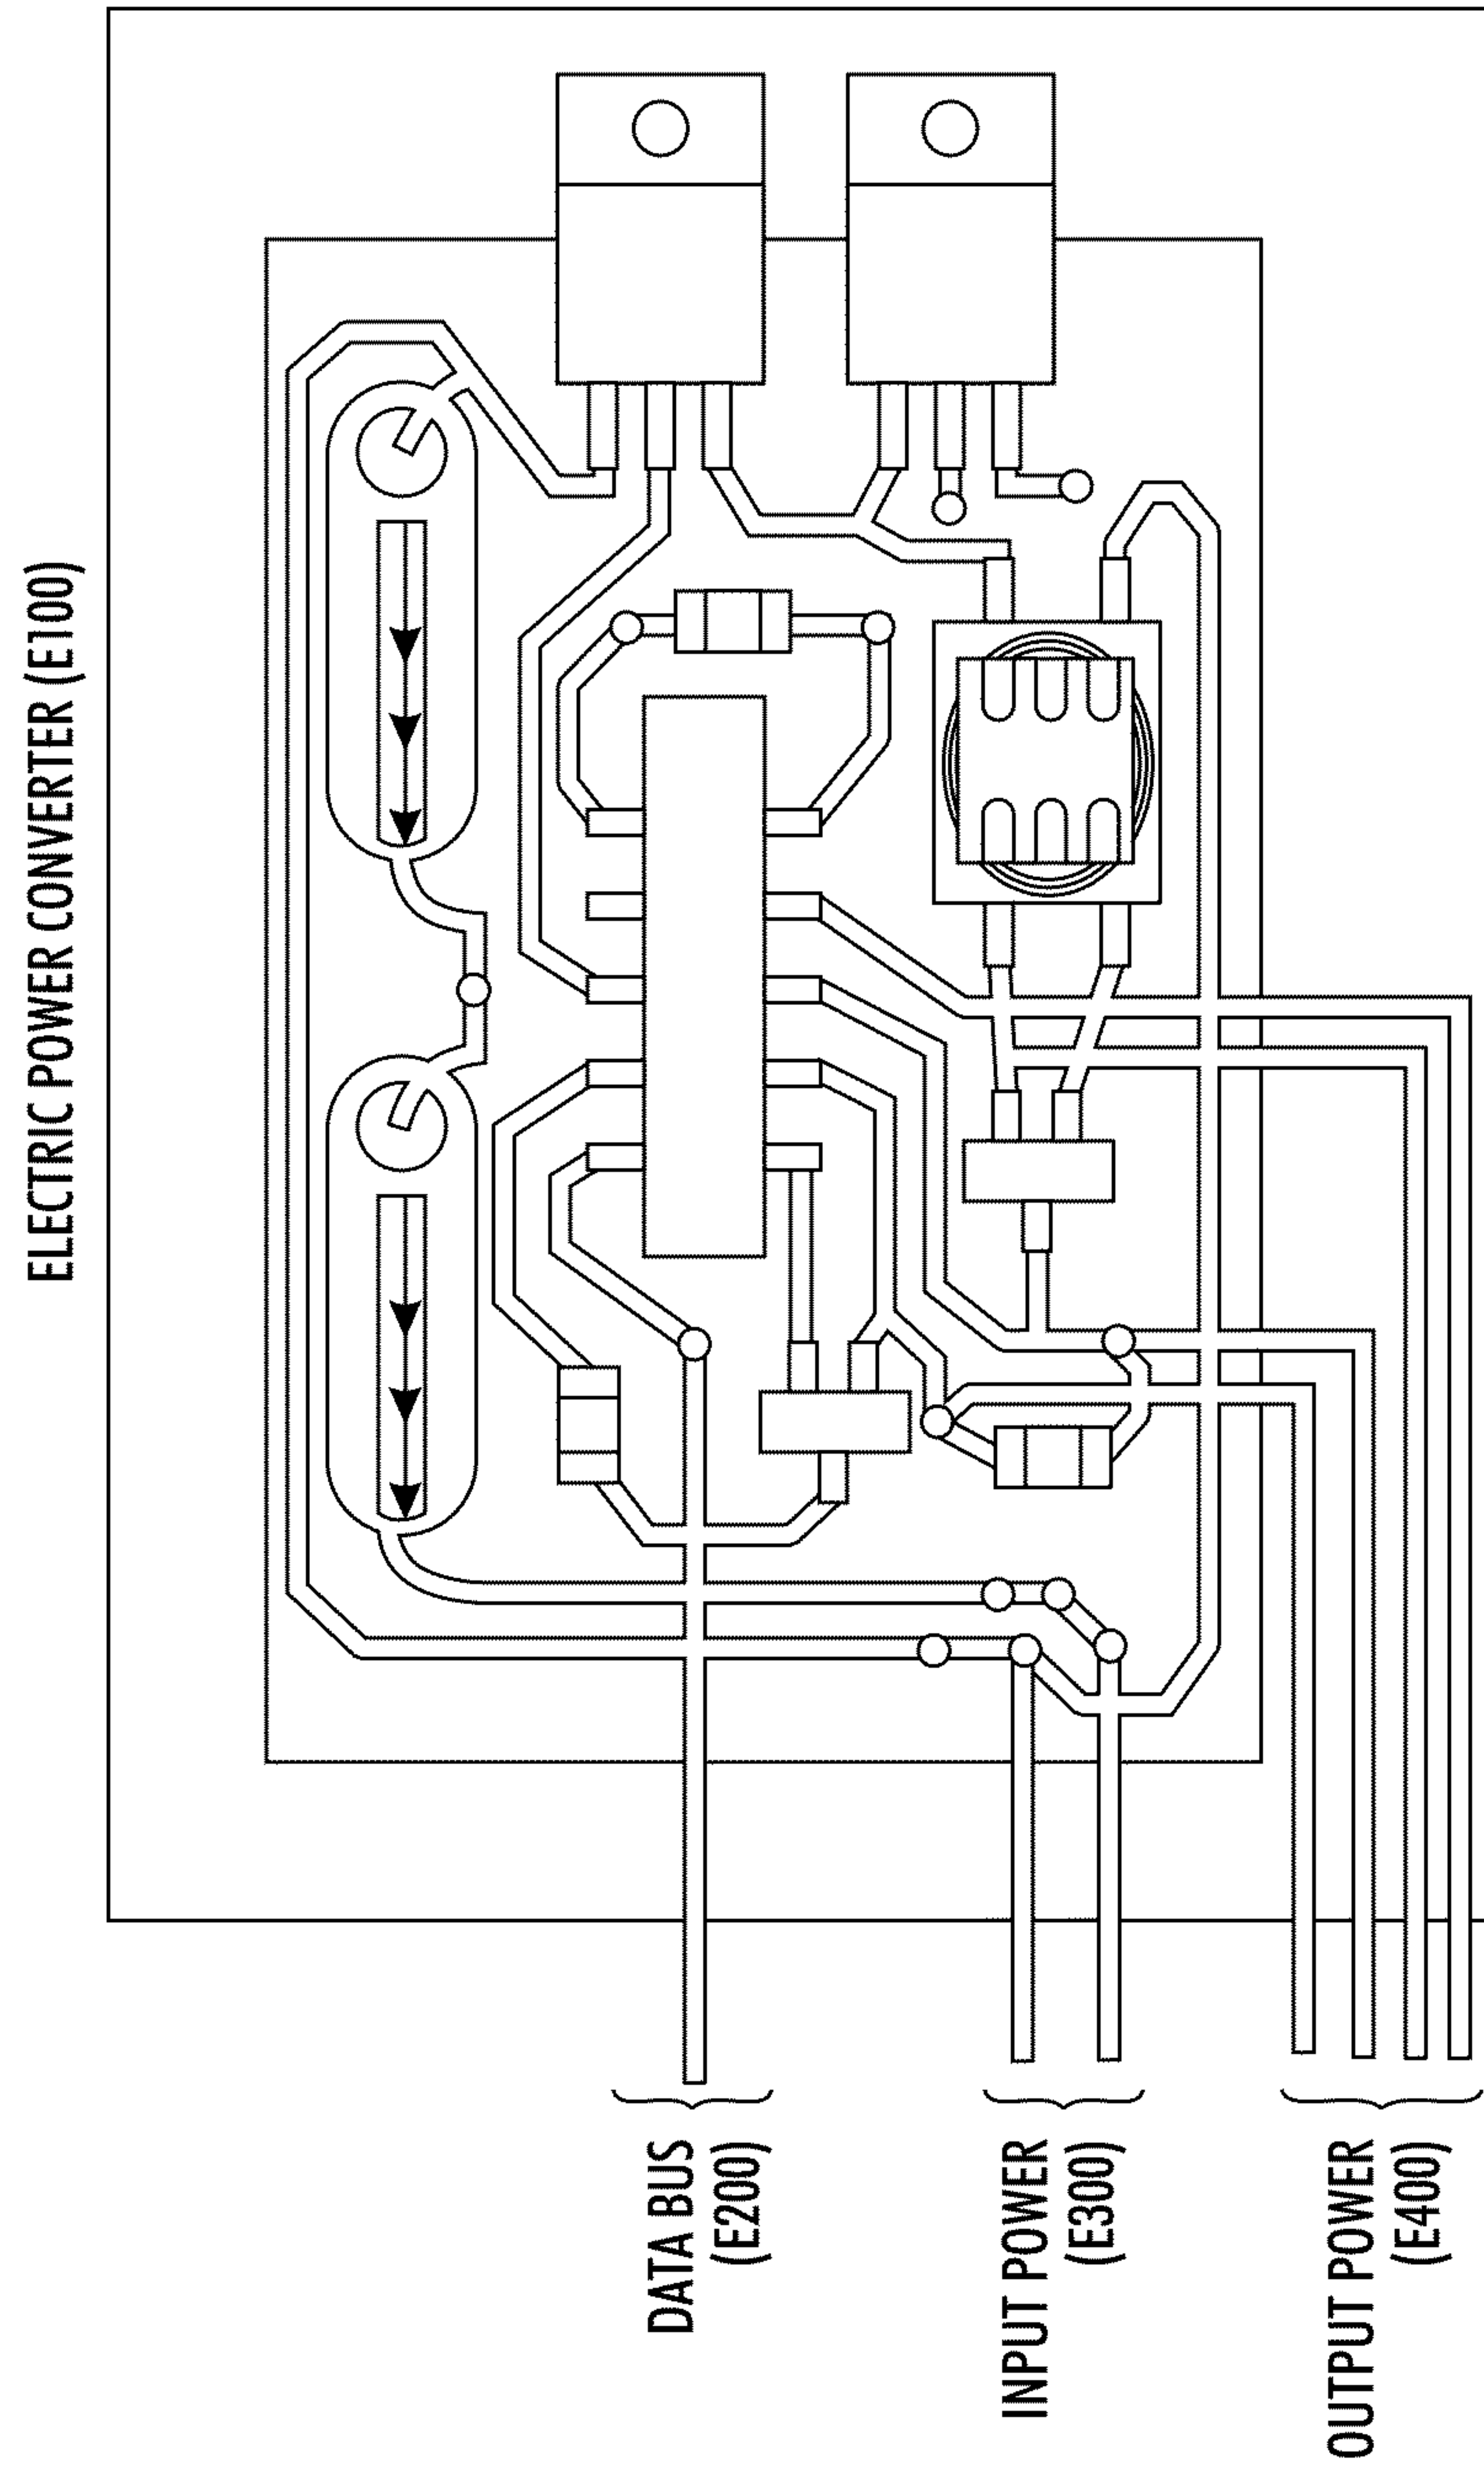 ELECTRIC POWER CONVERTER (E100)
DATA BUS
(E200)
INPUT POWER
(E300)
OUTPUT POWER
(E400)